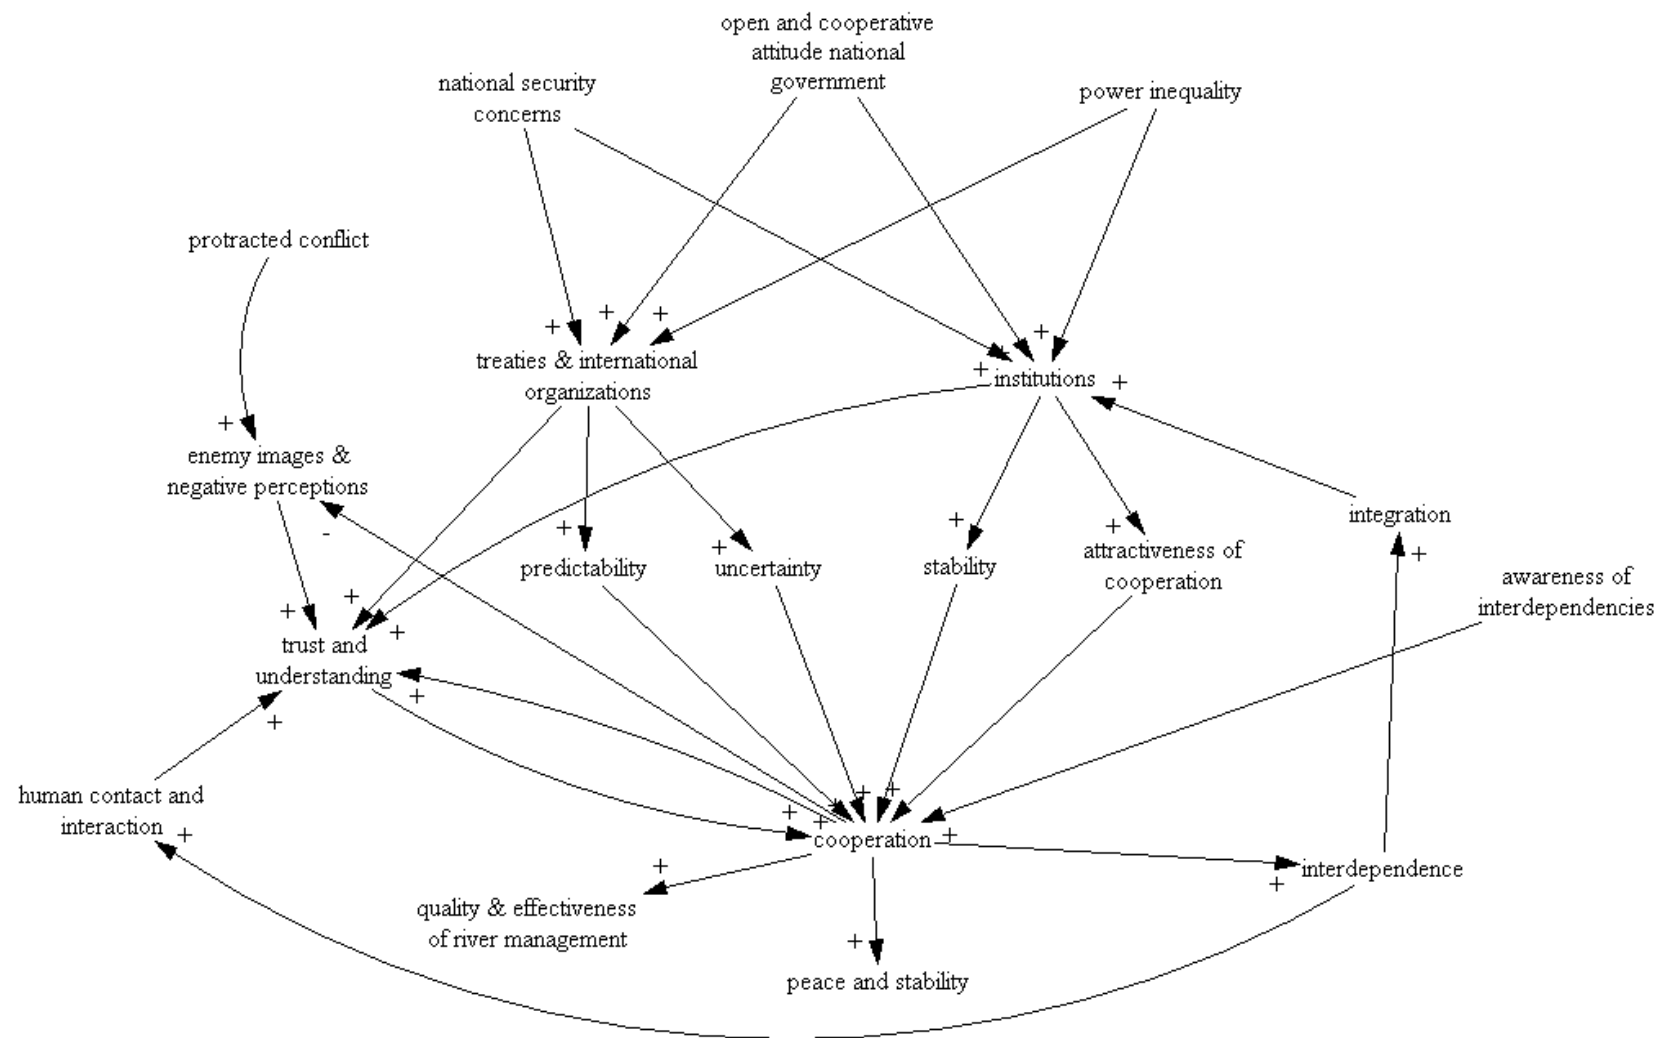 open and cooperative
attitude national
government
national security
concerns
power inequality
protracted conflict
+
+
+
+
treaties & international
organizations
+
institutions
+
+
enemy images &
negative perceptions
-
+
predictability
+
uncertainty
+
stability
+
attractiveness of
cooperation
integration
+
awareness of
interdependencies
+
+
+
trust and
understanding
+
+
human contact and
interaction
+
+
+
+
+
+
cooperation
+
+
interdependence
+
quality & effectiveness
of river management
+
peace and stability